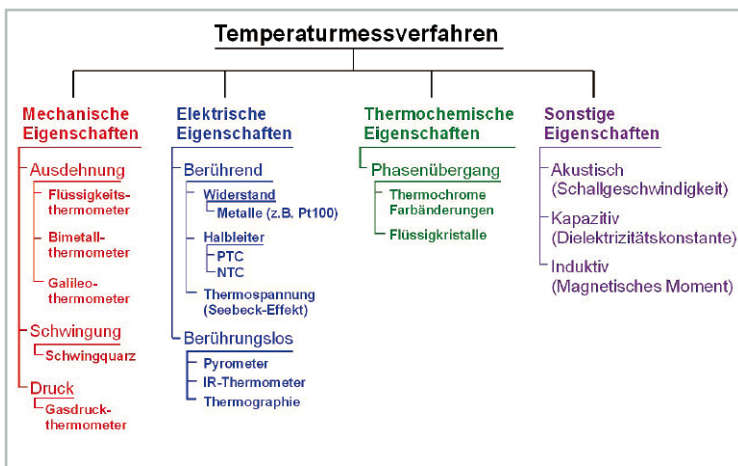 Temperaturmessverfahren
Mechanische
Eigenschaften
Ausdehnung
Flüssigkeits-
thermometer
Bimetall-
thermometer
Galileo-
thermometer
Schwingung
Schwingquarz
Druck
Gasdruck-
thermometer
Elektrische
Eigenschaften
Berührend
Widerstand
Metalle (z.B. Pt100)
Halbleiter
PTC
NTC
Thermospannung
(Seebeck-Effekt)
Berührungslos
Pyrometer
IR-Thermometer
Thermographie
Thermochemische
Eigenschaften
Phasenübergang
Thermochrome
Farbänderungen
Flüssigkristalle
Sonstige
Eigenschaften
Akustisch
(Schallgeschwindigkeit)
Kapazitiv
(Dielektrizitätskonstante)
Induktiv
(Magnetisches Moment)